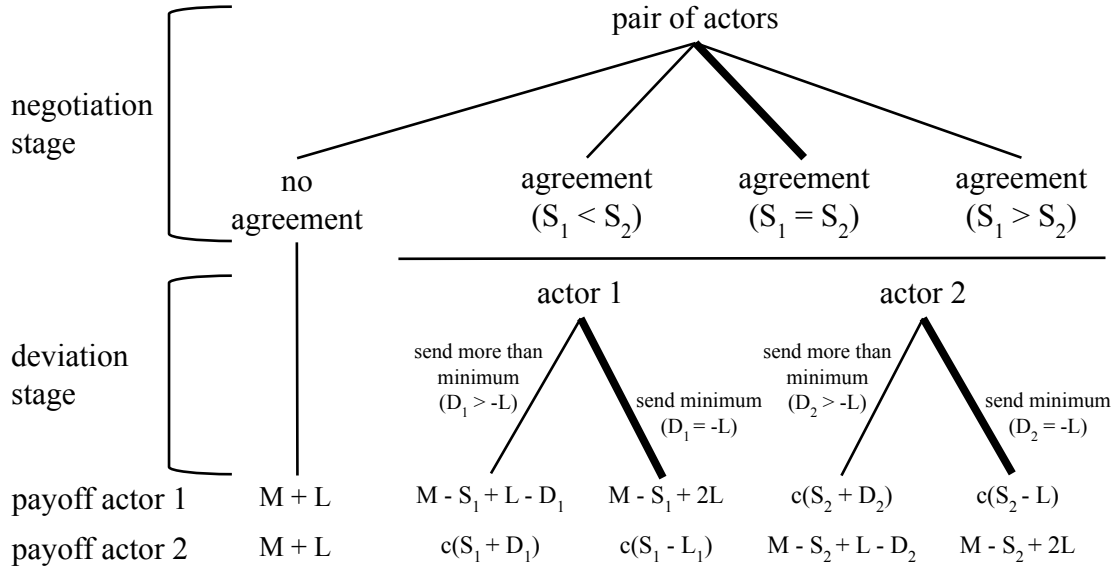 pair of actors
negotiation
stage
no
agreement
agreement
(S₁ < S₂)
agreement
(S₁ = S₂)
agreement
(S₁ > S₂)
deviation
stage
actor 1
actor 2
send more than
minimum
(D₁ > -L)
send minimum
(D₁ = -L)
send more than
minimum
(D₂ > -L)
send minimum
(D₂ = -L)
payoff actor 1 M + L M - S₁ + L - D₁ M - S₁ + 2L c(S₂ + D₂) c(S₂ - L)
payoff actor 2 M + L c(S₁ + D₁) c(S₁ - L₁) M - S₂ + L - D₂ M - S₂ + 2L